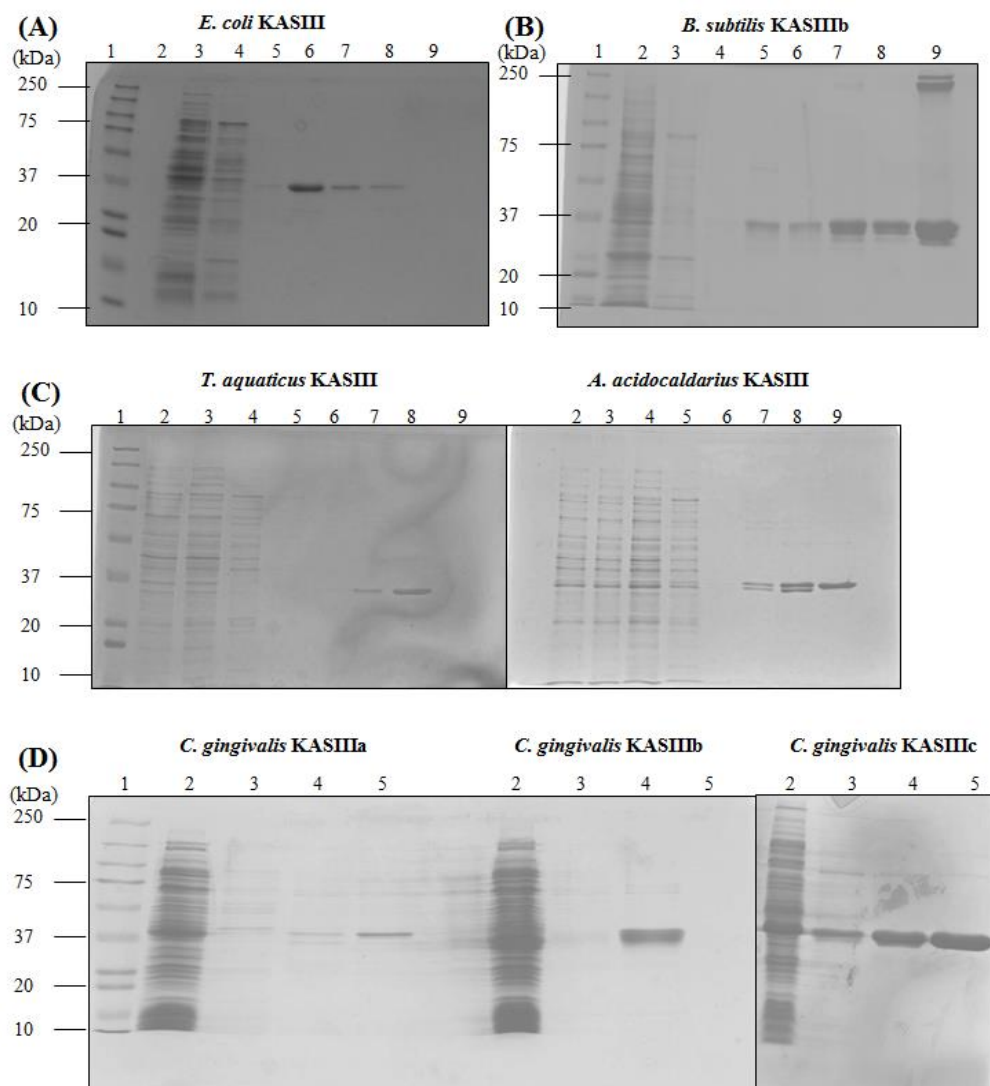 (A) E. coli KASIII
(kDa) 1 2 3 4 5 6 7 8 9
250
75
37
20
10
(B) B. subtilis KASIIIb
(kDa) 1 2 3 4 5 6 7 8 9
250
75
37
20
10
(C) T. aquaticus KASIII
(kDa) 1 2 3 4 5 6 7 8 9
250
75
37
20
10
A. acidocaldarius KASIII
2 3 4 5 6 7 8 9
(D) C. gingivalis KASIIIa
(kDa) 1 2 3 4 5
250
75
37
20
10
C. gingivalis KASIIIb
2 3 4 5
C. gingivalis KASIIIc
2 3 4 5